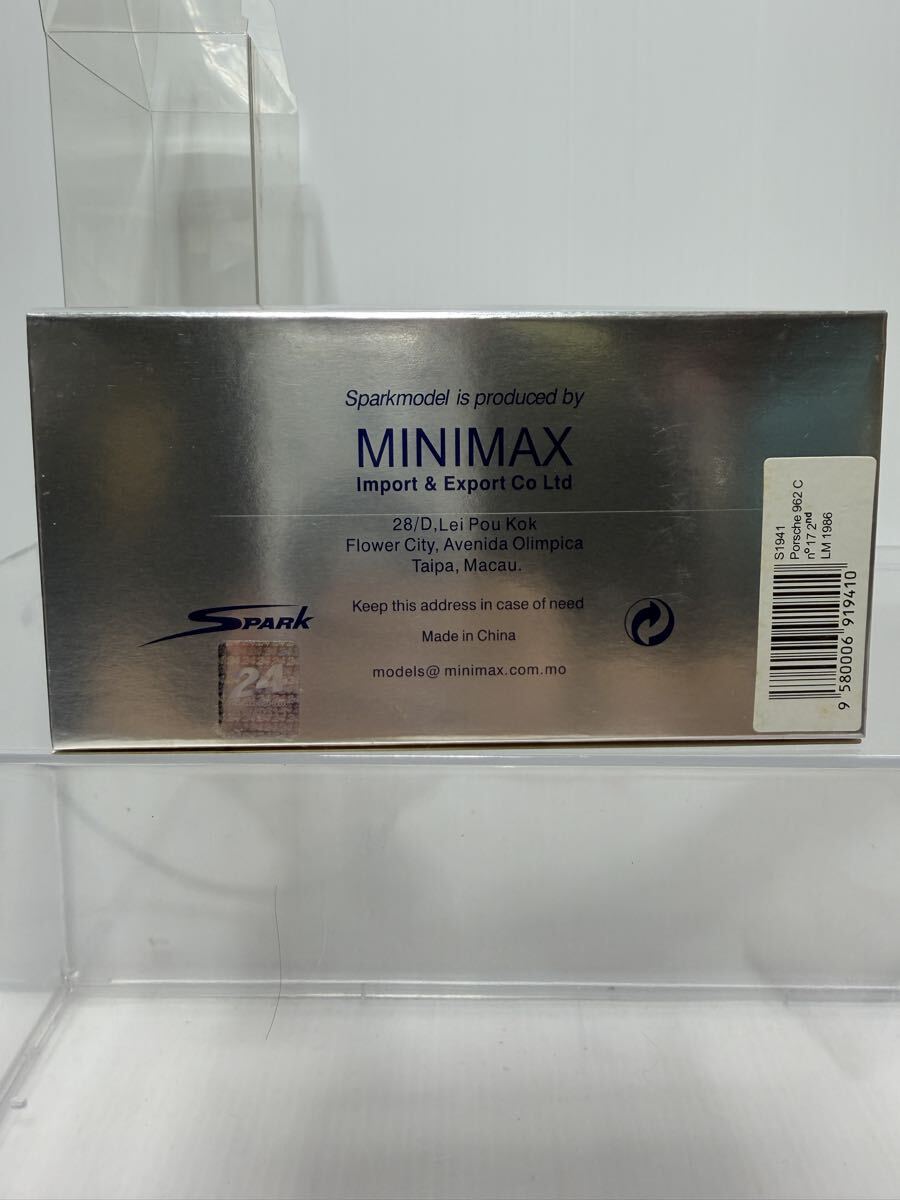 Sparkmodel is produced by
MINIMAX
Import & Export Co Ltd
28/D,Lei Pou Kok
Flower City, Avenida Olimpica
Taipa, Macau.
Keep this address in case of need
Made in China
models@ minimax.com.mo
SPARK
24
S1941
Porsche 962 C
n° 17 2nd
LM 1986
9 580006 919410